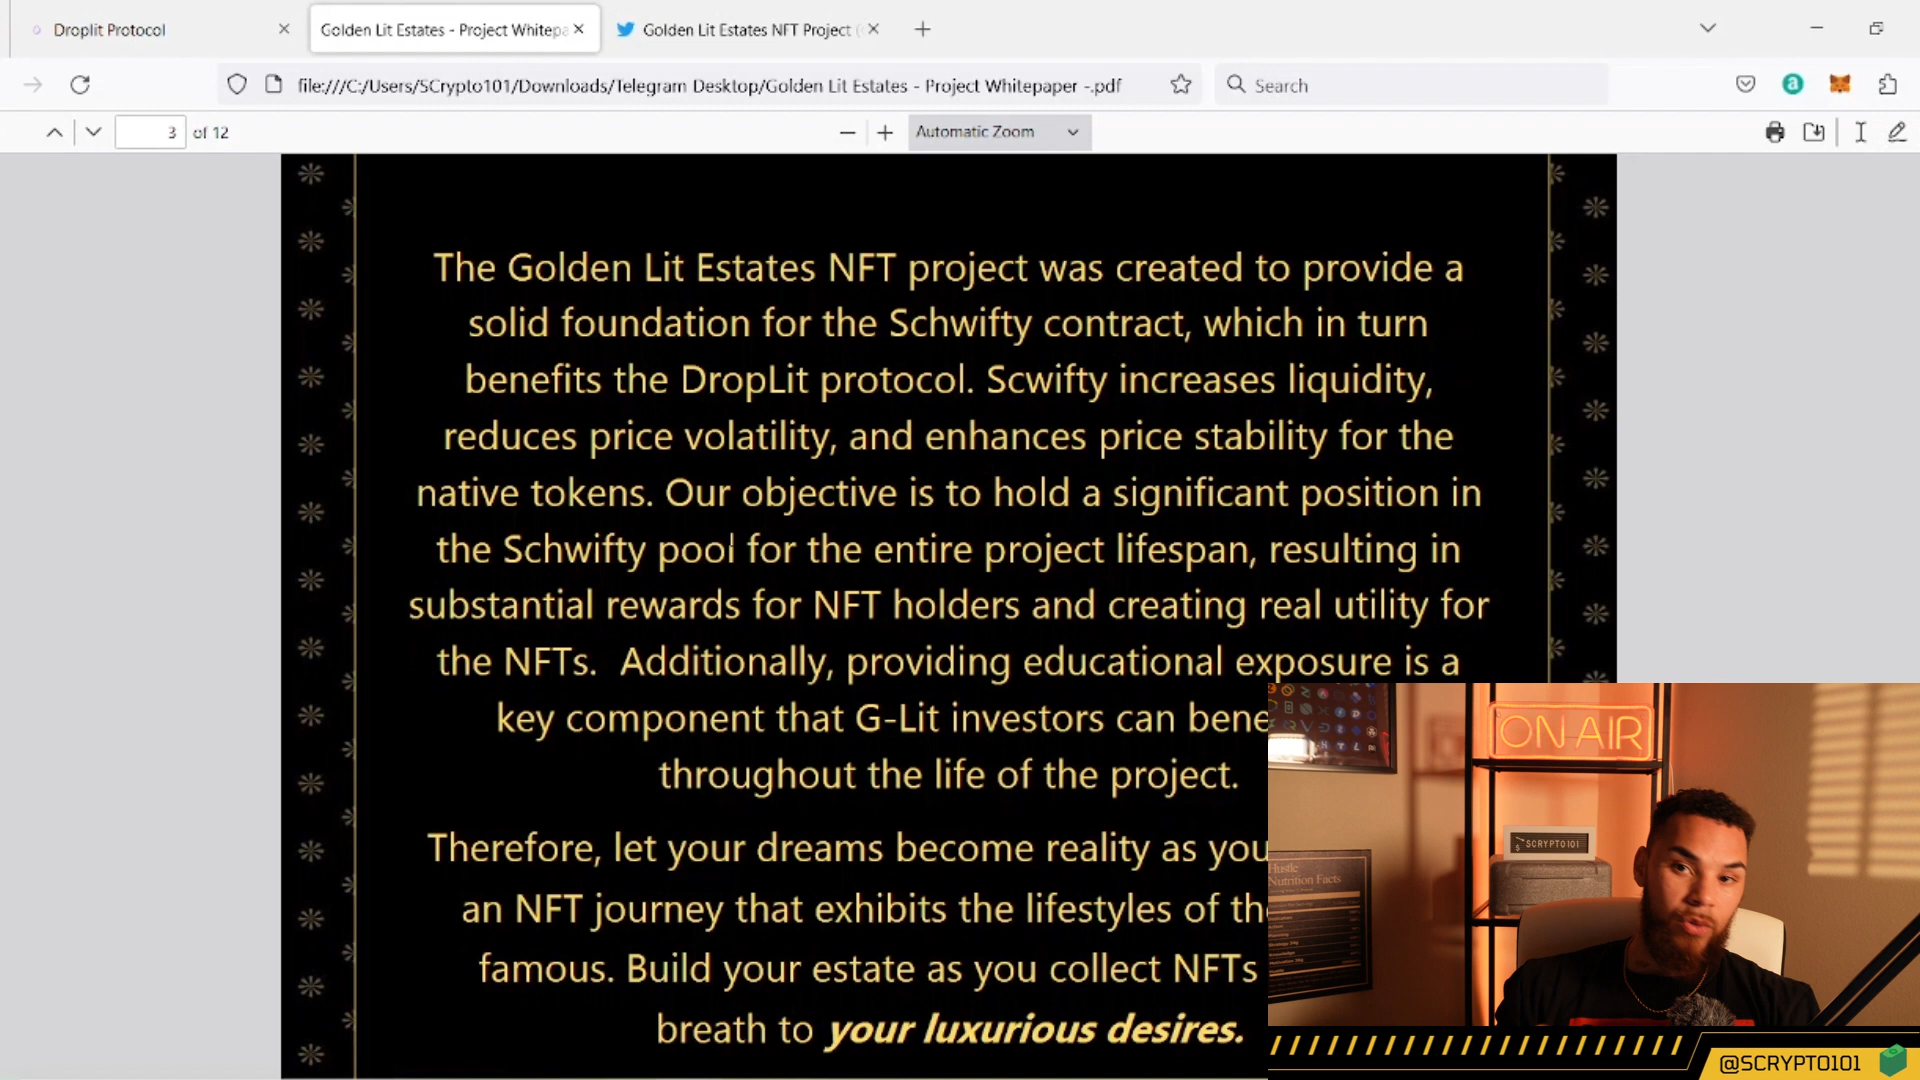 Droplit Protocol
Golden Lit Estates - Project Whitepa
Golden Lit Estates NFT Project (
file:///C:/Users/SCrypto101/Downloads/Telegram Desktop/Golden Lit Estates - Project Whitepaper -.pdf
Search
3 of 12
Automatic Zoom
The Golden Lit Estates NFT project was created to provide a
solid foundation for the Schwifty contract, which in turn
benefits the DropLit protocol. Scwifty increases liquidity,
reduces price volatility, and enhances price stability for the
native tokens. Our objective is to hold a significant position in
the Schwifty pool for the entire project lifespan, resulting in
substantial rewards for NFT holders and creating real utility for
the NFTs. Additionally, providing educational exposure is a
key component that G-Lit investors can bene
throughout the life of the project.
Therefore, let your dreams become reality as you
an NFT journey that exhibits the lifestyles of th
famous. Build your estate as you collect NFTs
breath to your luxurious desires.
ON AIR
SCRYPTO101
Hustle
Nutrition Facts
@SCRYPTO101